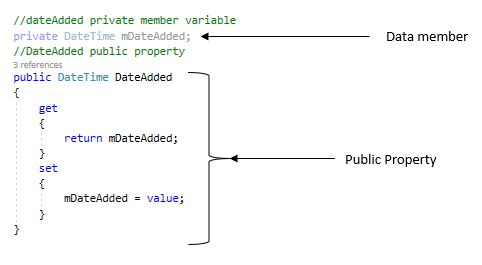 //dateAdded private member variable
private DateTime mDateAdded;
Data member
//DateAdded public property
3 references
public DateTime DateAdded
{
get
{
return mDateAdded;
}
set
{
mDateAdded = value;
}
}
Public Property